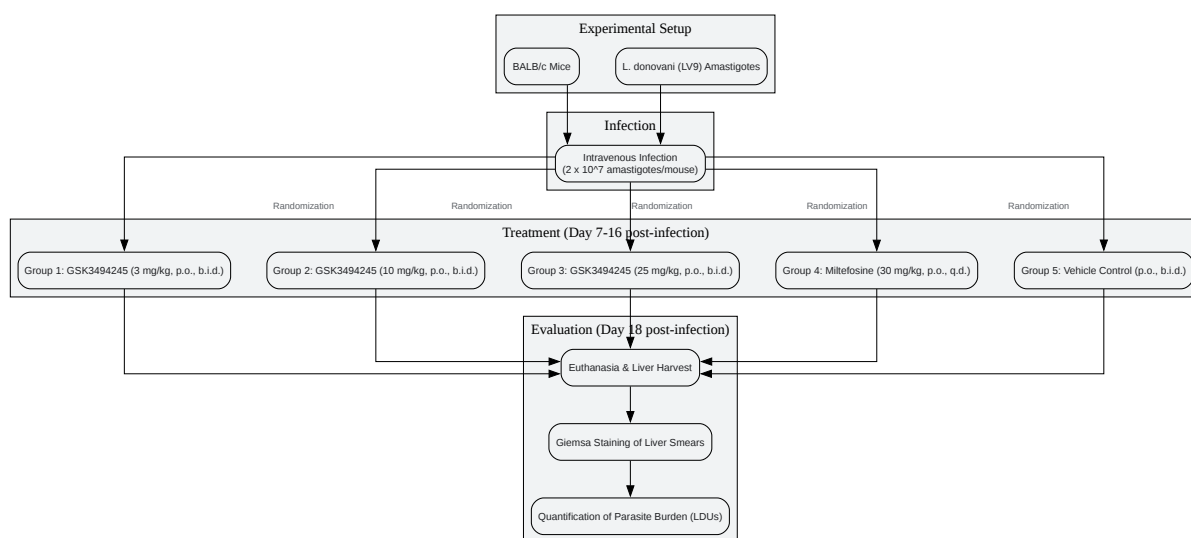 Experimental Setup
BALB/c Mice
L. donovani (LV9) Amastigotes
Infection
Intravenous Infection
(2 x 10^7 amastigotes/mouse)
Randomization
Randomization
Randomization
Randomization
Randomization
Treatment (Day 7-16 post-infection)
Group 1: GSK3494245 (3 mg/kg, p.o., b.i.d.)
Group 2: GSK3494245 (10 mg/kg, p.o., b.i.d.)
Group 3: GSK3494245 (25 mg/kg, p.o., b.i.d.)
Group 4: Miltefosine (30 mg/kg, p.o., q.d.)
Group 5: Vehicle Control (p.o., b.i.d.)
Evaluation (Day 18 post-infection)
Euthanasia & Liver Harvest
Giemsa Staining of Liver Smears
Quantification of Parasite Burden (LDUs)